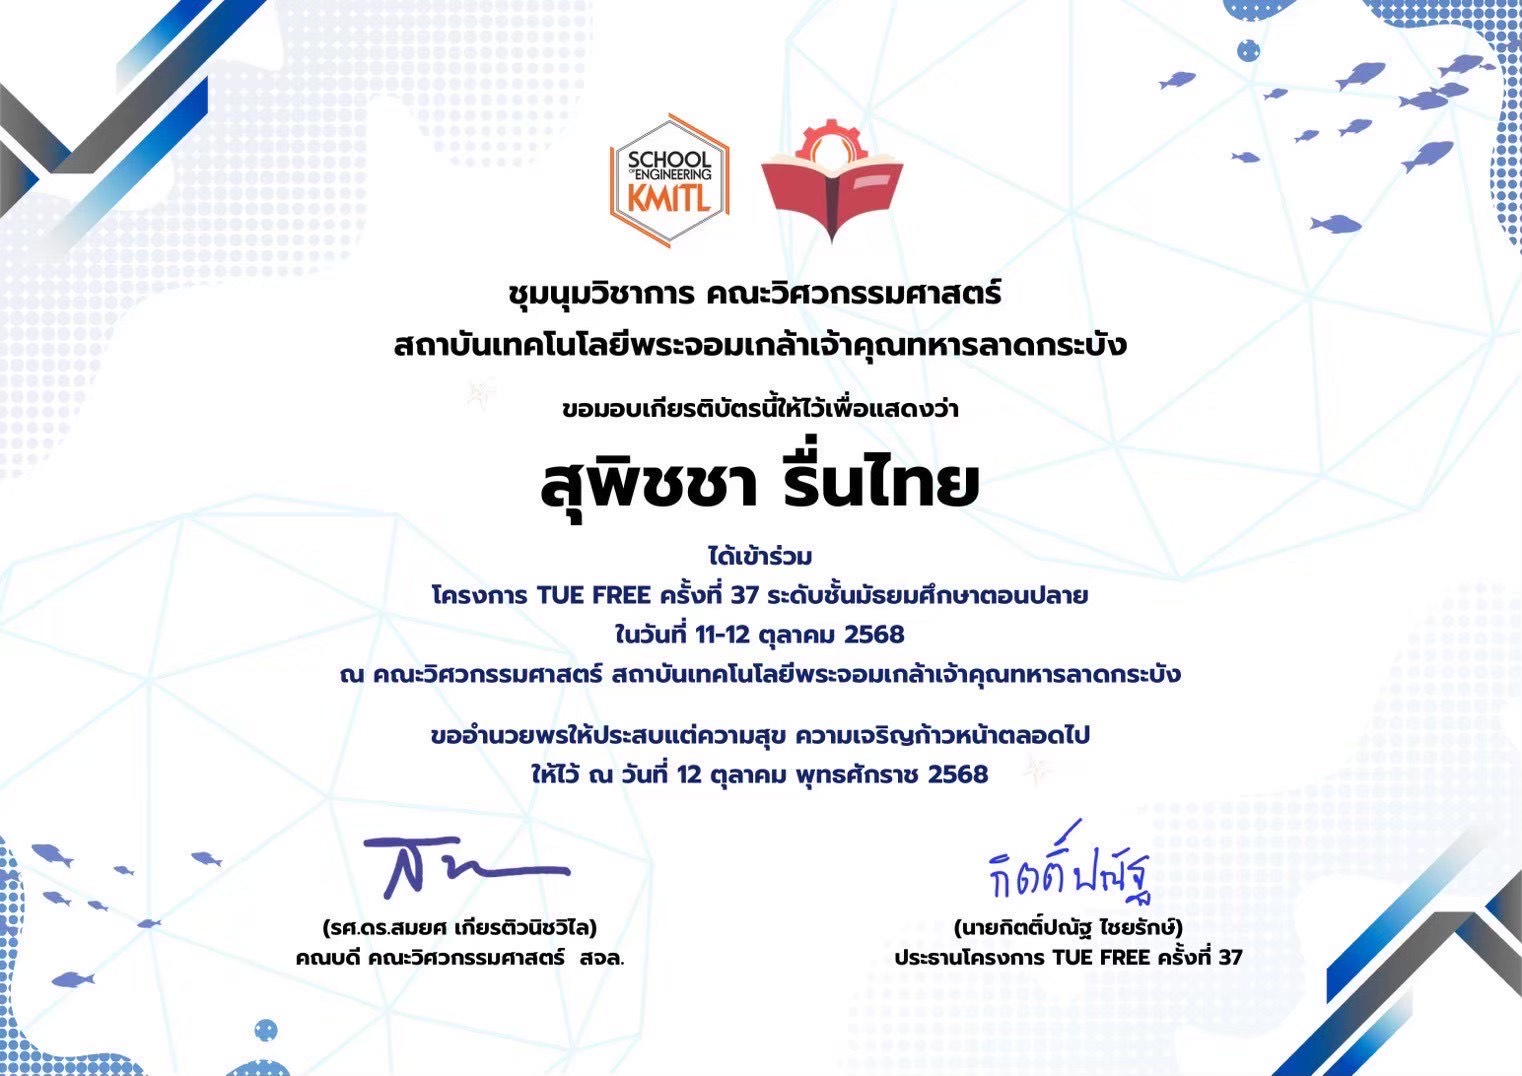 SCHOOL
OF ENGINEERING
KMITL
ชุมนุมวิชาการ คณะวิศวกรรมศาสตร์
สถาบันเทคโนโลยีพระจอมเกล้าเจ้าคุณทหารลาดกระบัง
ขอมอบเกียรติบัตรนี้ให้ไว้เพื่อแสดงว่า
สุพิชชา รื่นไทย
ได้เข้าร่วม
โครงการ TUE FREE ครั้งที่ 37 ระดับชั้นมัธยมศึกษาตอนปลาย
ในวันที่ 11-12 ตุลาคม 2568
ณ คณะวิศวกรรมศาสตร์ สถาบันเทคโนโลยีพระจอมเกล้าเจ้าคุณทหารลาดกระบัง
ขออำนวยพรให้ประสบแต่ความสุข ความเจริญก้าวหน้าตลอดไป
ให้ไว้ ณ วันที่ 12 ตุลาคม พุทธศักราช 2568
กิตติ์ปณัฐ
(รศ.ดร.สมยศ เกียรติวนิชวิไล)
คณบดี คณะวิศวกรรมศาสตร์ สจล.
(นายกิตติ์ปณัฐ ไชยรักษ์)
ประธานโครงการ TUE FREE ครั้งที่ 37